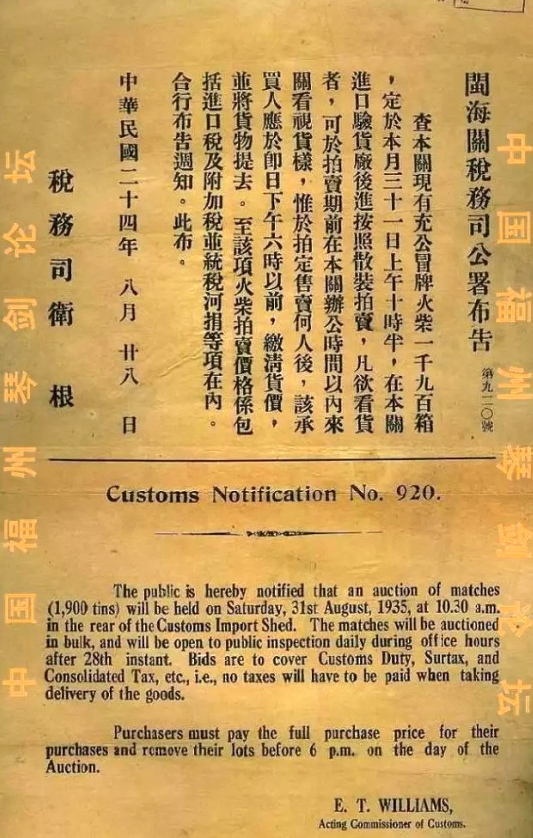 閩海關稅務司公署布告
第九二〇號
查本關現有充公冒牌火柴一千九百箱
，定於本月三十一日上午十時半，在本關
進口驗貨廠後進按照散裝拍賣，凡欲看貨
者，可於拍賣期前在本關辦公時間以內來
關看視貨樣，惟於拍定售賣何人後，該承
買人應於即日下午六時以前，繳清貨價，
並將貨物提去。至該項火柴拍賣價格係包
括進口稅及附加稅並統稅河捐等項在內。
合行布告週知。此布。
中華民國二十四年 八月 廿八 日
稅務司衛 根
Customs Notification No. 920.
The public is hereby notified that an auction of matches
(1,900 tins) will be held on Saturday, 31st August, 1935, at 10.30 a.m.
in the rear of the Customs Import Shed. The matches will be auctioned
in bulk, and will be open to public inspection daily during office hours
after 28th instant. Bids are to cover Customs Duty, Surtax, and
Consolidated Tax, etc., i.e., no taxes will have to be paid when taking
delivery of the goods.
Purchasers must pay the full purchase price for their
purchases and remove their lots before 6 p.m. on the day of the
Auction.
E. T. WILLIAMS,
Acting Commissioner of Customs.
中国福州琴剑论坛
中国福州琴剑论坛